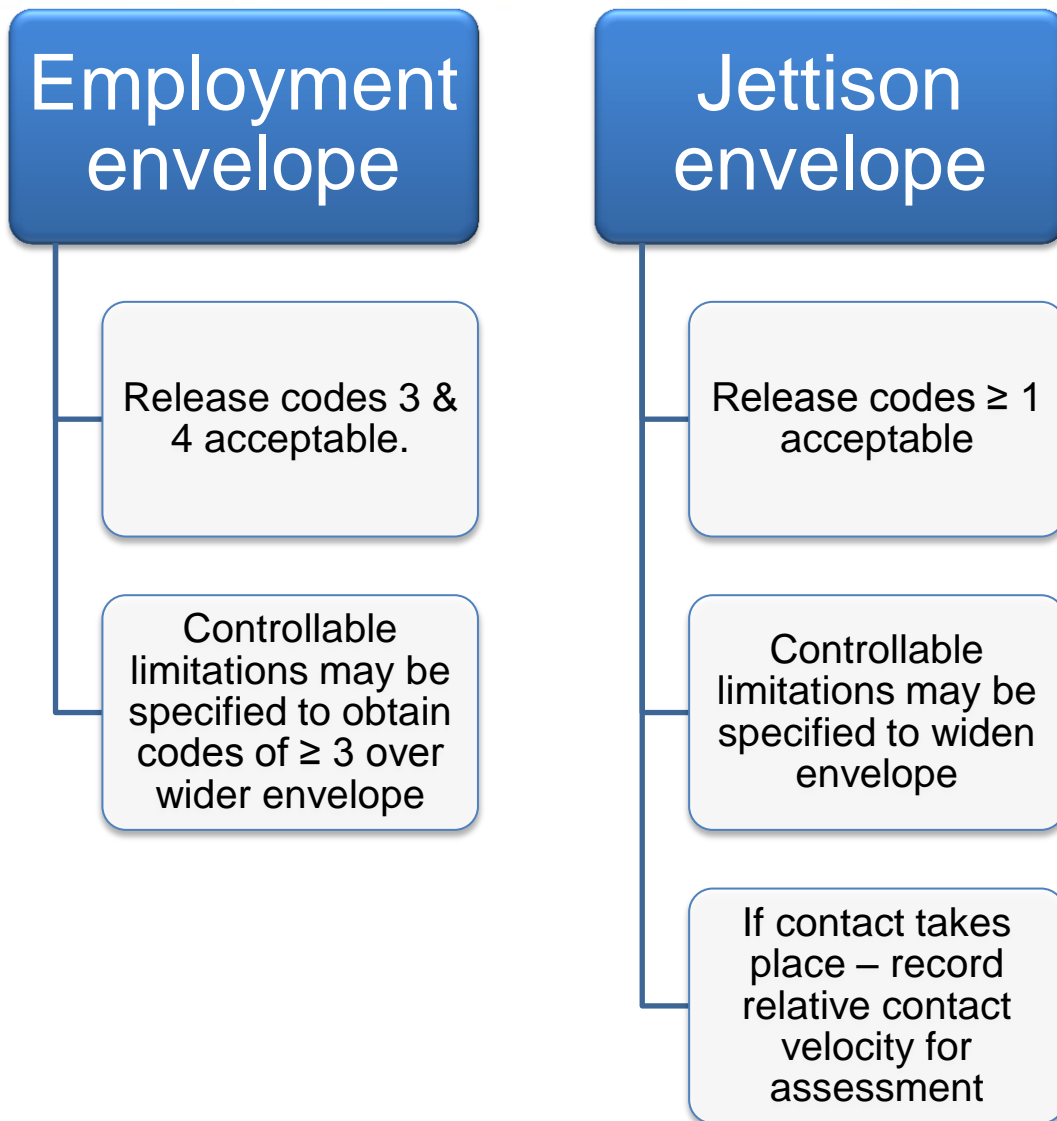 Employment
envelope
Release codes 3 &
4 acceptable.
Controllable
limitations may be
specified to obtain
codes of ≥ 3 over
wider envelope
Jettison
envelope
Release codes ≥ 1
acceptable
Controllable
limitations may be
specified to widen
envelope
If contact takes
place – record
relative contact
velocity for
assessment